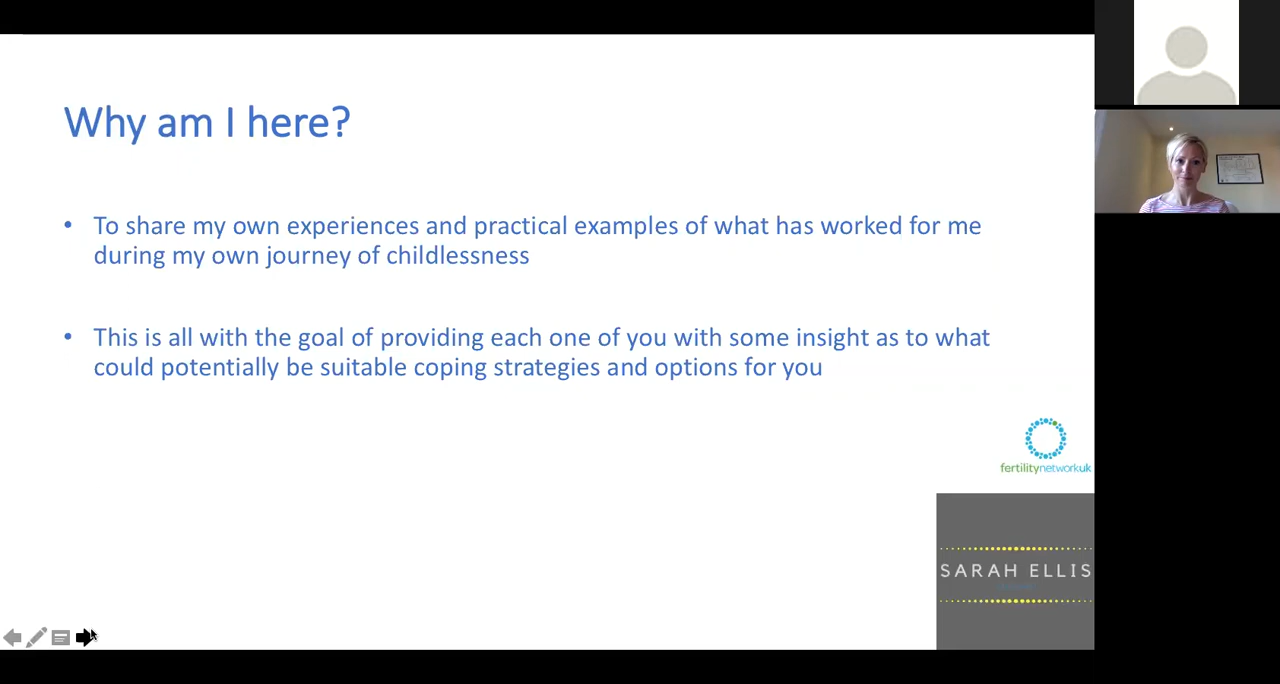 Why am I here?
• To share my own experiences and practical examples of what has worked for me
during my own journey of childlessness
• This is all with the goal of providing each one of you with some insight as to what
could potentially be suitable coping strategies and options for you
fertilitynetworkuk
SARAH ELLIS